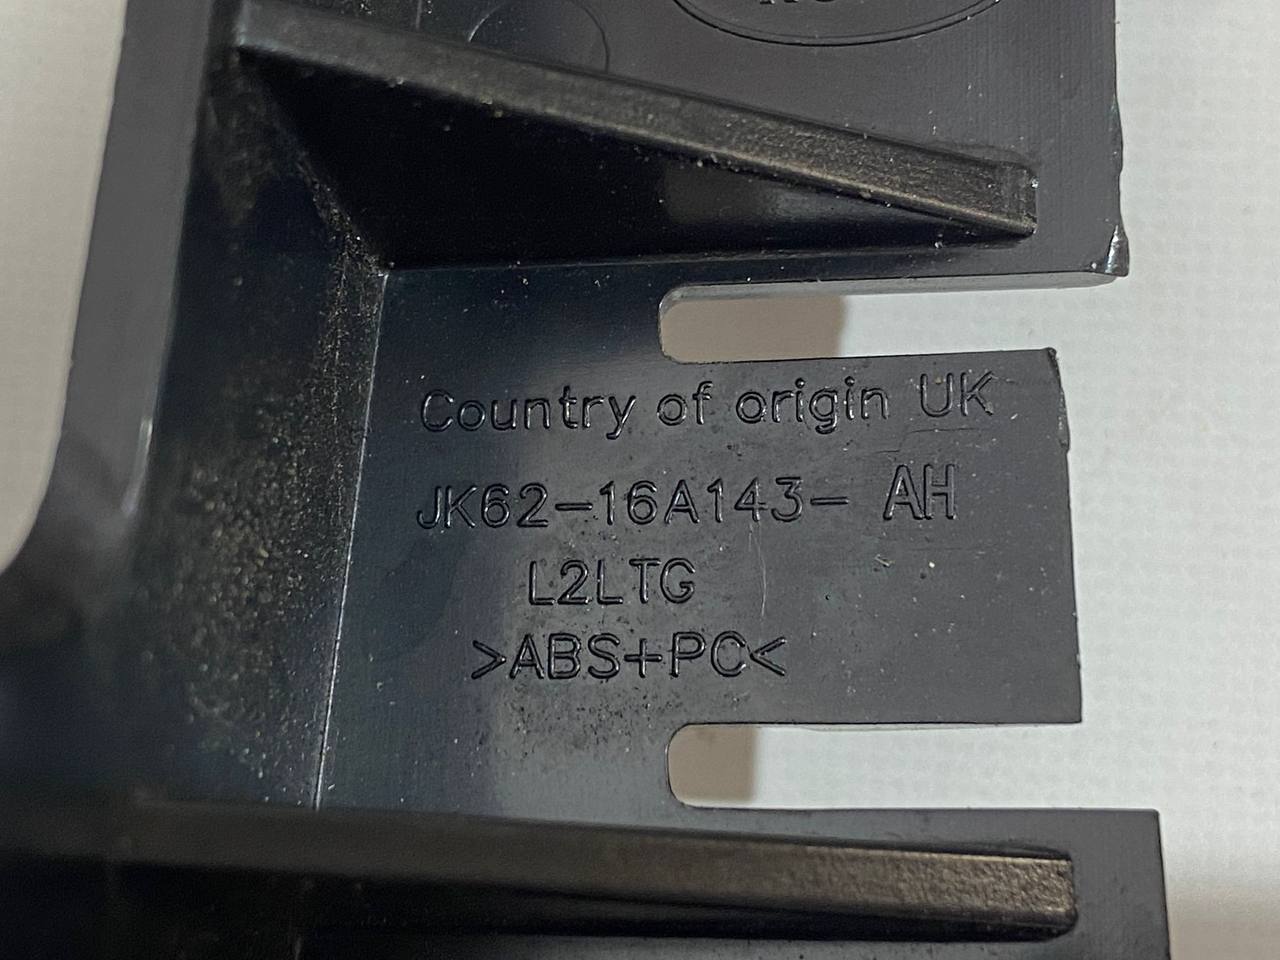 Country of origin UK
JK62-16A143- AH
L2LTG
>ABS+PC<